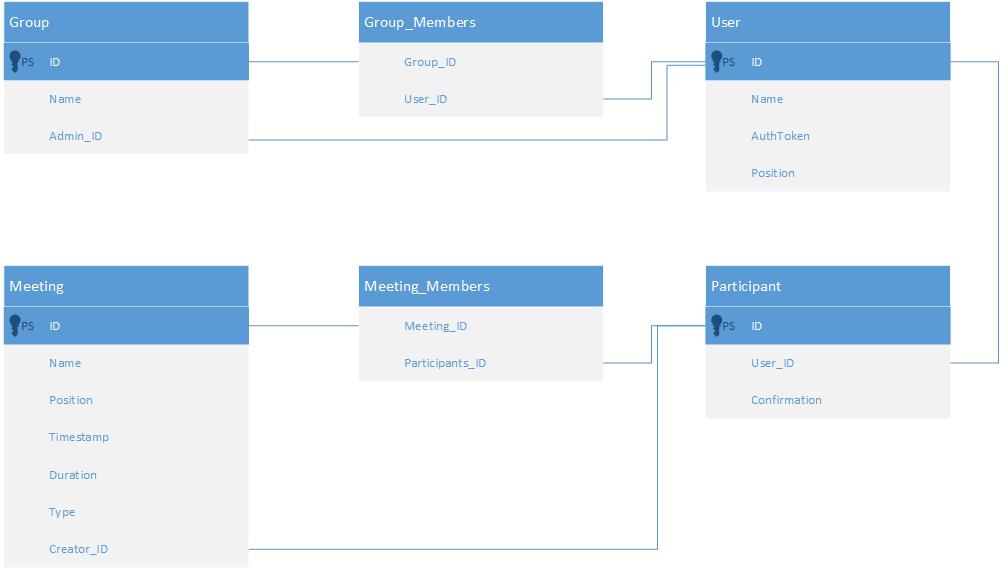 Group
PS ID
Name
Admin_ID
Group_Members
Group_ID
User_ID
User
PS ID
Name
AuthToken
Position
Meeting
PS ID
Name
Position
Timestamp
Duration
Type
Creator_ID
Meeting_Members
Meeting_ID
Participants_ID
Participant
PS ID
User_ID
Confirmation